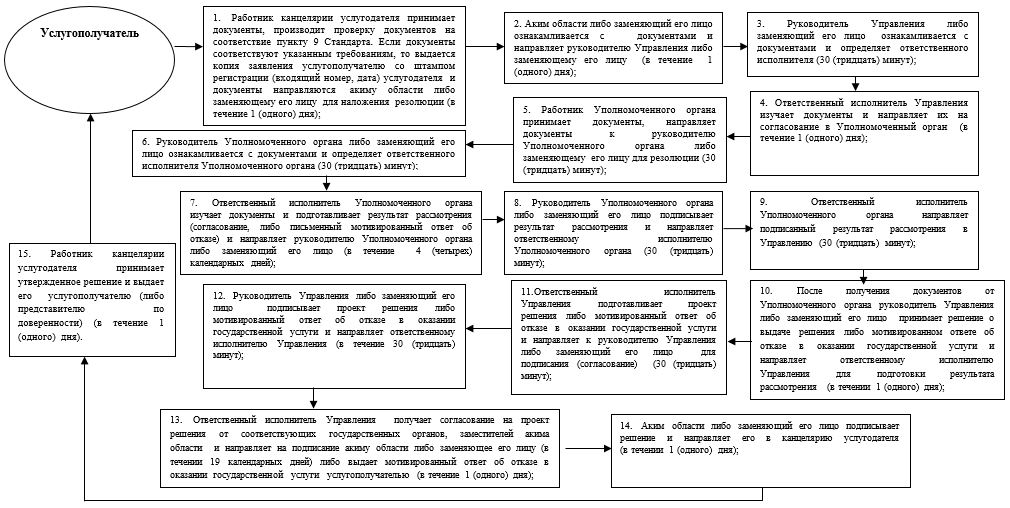 Услугополучатель
1. Работник канцелярии услугодателя принимает
документы, производит проверку документов на
соответствие пункту 9 Стандарта. Если документы
соответствуют указанным требованиям, то выдается
копия заявления услугополучателю со штампом
регистрации (входящий номер, дата) услугодателя и
документы направляются акиму области либо
заменяющему его лицу для наложения резолюции (в
течение 1 (одного) дня);
2. Аким области либо заменяющий его лицо
ознакамливается с документами и
направляет руководителю Управления либо
заменяющему его лицу (в течение 1
(одного) дня);
3. Руководитель Управления либо
заменяющий его лицо ознакамливается с
документами и определяет ответственного
исполнителя (30 (тридцать) минут);
4. Ответственный исполнитель Управления
изучает документы и направляет их на
согласование в Уполномоченный орган (в
течение 1 (одного) дня);
5. Работник Уполномоченного органа
принимает документы, направляет
документы к руководителю
Уполномоченного органа либо
заменяющему его лицу для резолюции (30
(тридцать) минут);
6. Руководитель Уполномоченного органа либо заменяющий его
лицо ознакамливается с документами и определяет ответственного
исполнителя Уполномоченного органа (30 (тридцать) минут);
7. Ответственный исполнитель Уполномоченного органа
изучает документы и подготавливает результат рассмотрения
(согласование, либо письменный мотивированный ответ об
отказе) и направляет руководителю Уполномоченного органа
либо заменяющий его лицо (в течение 4 (четырех)
календарных дней);
8. Руководитель Уполномоченного органа
либо заменяющий его лицо подписывает
результат рассмотрения и направляет
ответственному исполнителю
Уполномоченного органа (30 (тридцать)
минут);
9. Ответственный исполнитель
Уполномоченного органа направляет
подписанный результат рассмотрения в
Управлению (30 (тридцать) минут);
10. После получения документов от
Уполномоченного органа руководитель Управления
либо заменяющий его лицо принимает решение о
выдаче решения либо мотивированном ответе об
отказе в оказании государственной услуги и
направляет ответственному исполнителю
Управления для подготовки результата
рассмотрения (в течении 1 (одного) дня);
11.Ответственный исполнитель
Управления подготавливает проект
решения либо мотивированный ответ об
отказе в оказании государственной услуги
и направляет к руководителю Управления
либо заменяющий его лицо для
подписания (согласование) (30 (тридцать)
минут);
12. Руководитель Управления либо заменяющий его
лицо подписывает проект решения либо
мотивированный ответ об отказе в оказании
государственной услуги и направляет ответственному
исполнителю Управления (в течение 30 (тридцать)
минут);
13. Ответственный исполнитель Управления получает согласование на проект
решения от соответствующих государственных органов, заместителей акима
области и направляет на подписание акиму области либо заменяющее его лицу (в
течении 19 календарных дней) либо выдает мотивированный ответ об отказе в
оказании государственной услуги услугополучателю (в течение 1 (одного) дня);
14. Аким области либо заменяющий его лицо подписывает
решение и направляет его в канцелярию услугодателя
(в течении 1 (одного) дня);
15. Работник канцелярии
услугодателя принимает
утвержденное решение и выдает
его услугополучателю (либо
представителю по
доверенности) (в течение 1
(одного) дня).